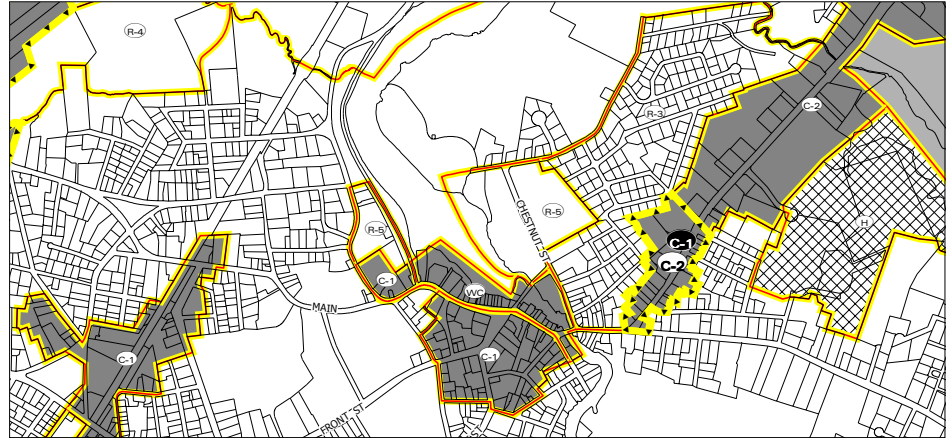 R-4
C-2
R-3
R-5
CHESTNUT ST
H
R-5
C-1
C-2
C-1
WC
MAIN
C-1
C-1
FRONT ST